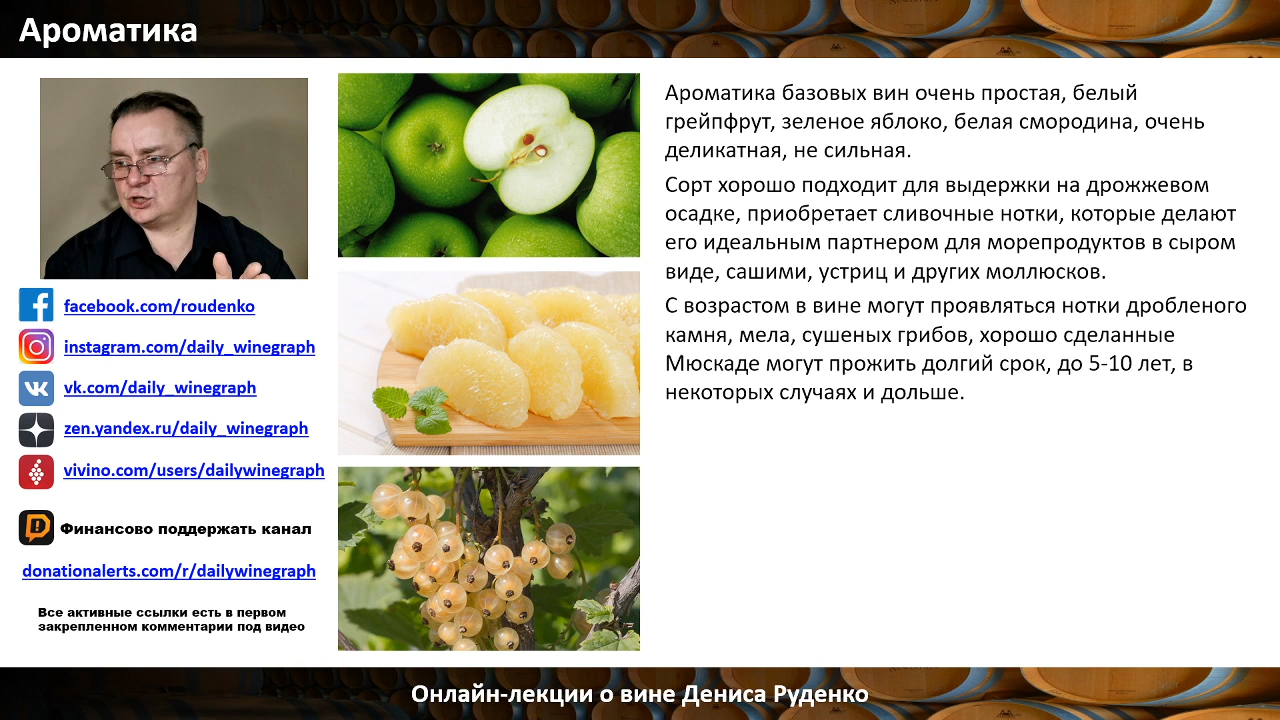 Ароматика
facebook.com/roudenko
instagram.com/daily_winegraph
vk.com/daily_winegraph
zen.yandex.ru/daily_winegraph
vivino.com/users/dailywinegraph
Финансово поддержать канал
donationalerts.com/r/dailywinegraph
Все активные ссылки есть в первом
закрепленном комментарии под видео
Ароматика базовых вин очень простая, белый
грейпфрут, зеленое яблоко, белая смородина, очень
деликатная, не сильная.
Сорт хорошо подходит для выдержки на дрожжевом
осадке, приобретает сливочные нотки, которые делают
его идеальным партнером для морепродуктов в сыром
виде, сашими, устриц и других моллюсков.
С возрастом в вине могут проявляться нотки дробленого
камня, мела, сушеных грибов, хорошо сделанные
Мюскаде могут прожить долгий срок, до 5-10 лет, в
некоторых случаях и дольше.
Онлайн-лекции о вине Дениса Руденко